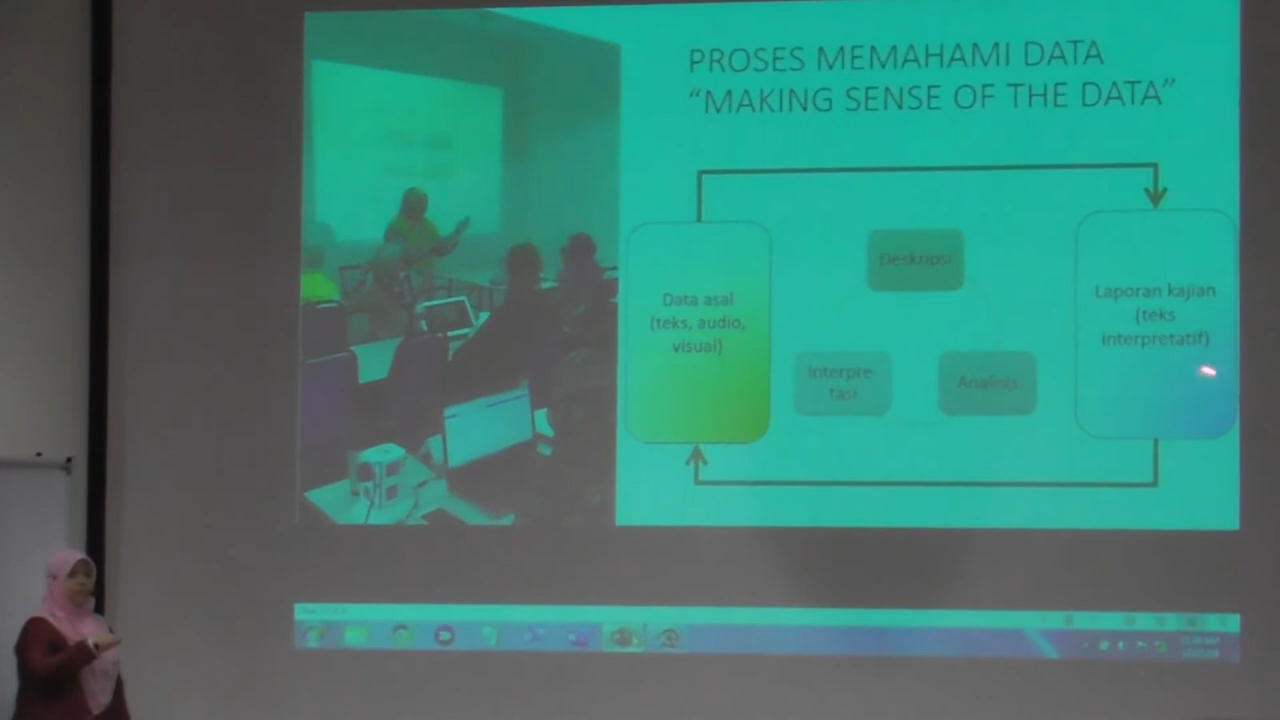 PROSES MEMAHAMI DATA
“MAKING SENSE OF THE DATA”
Data asal
(teks, audio,
visual)
Deskripsi
Interpre-
tasi
Analisis
Laporan kajian
(teks
interpretatif)